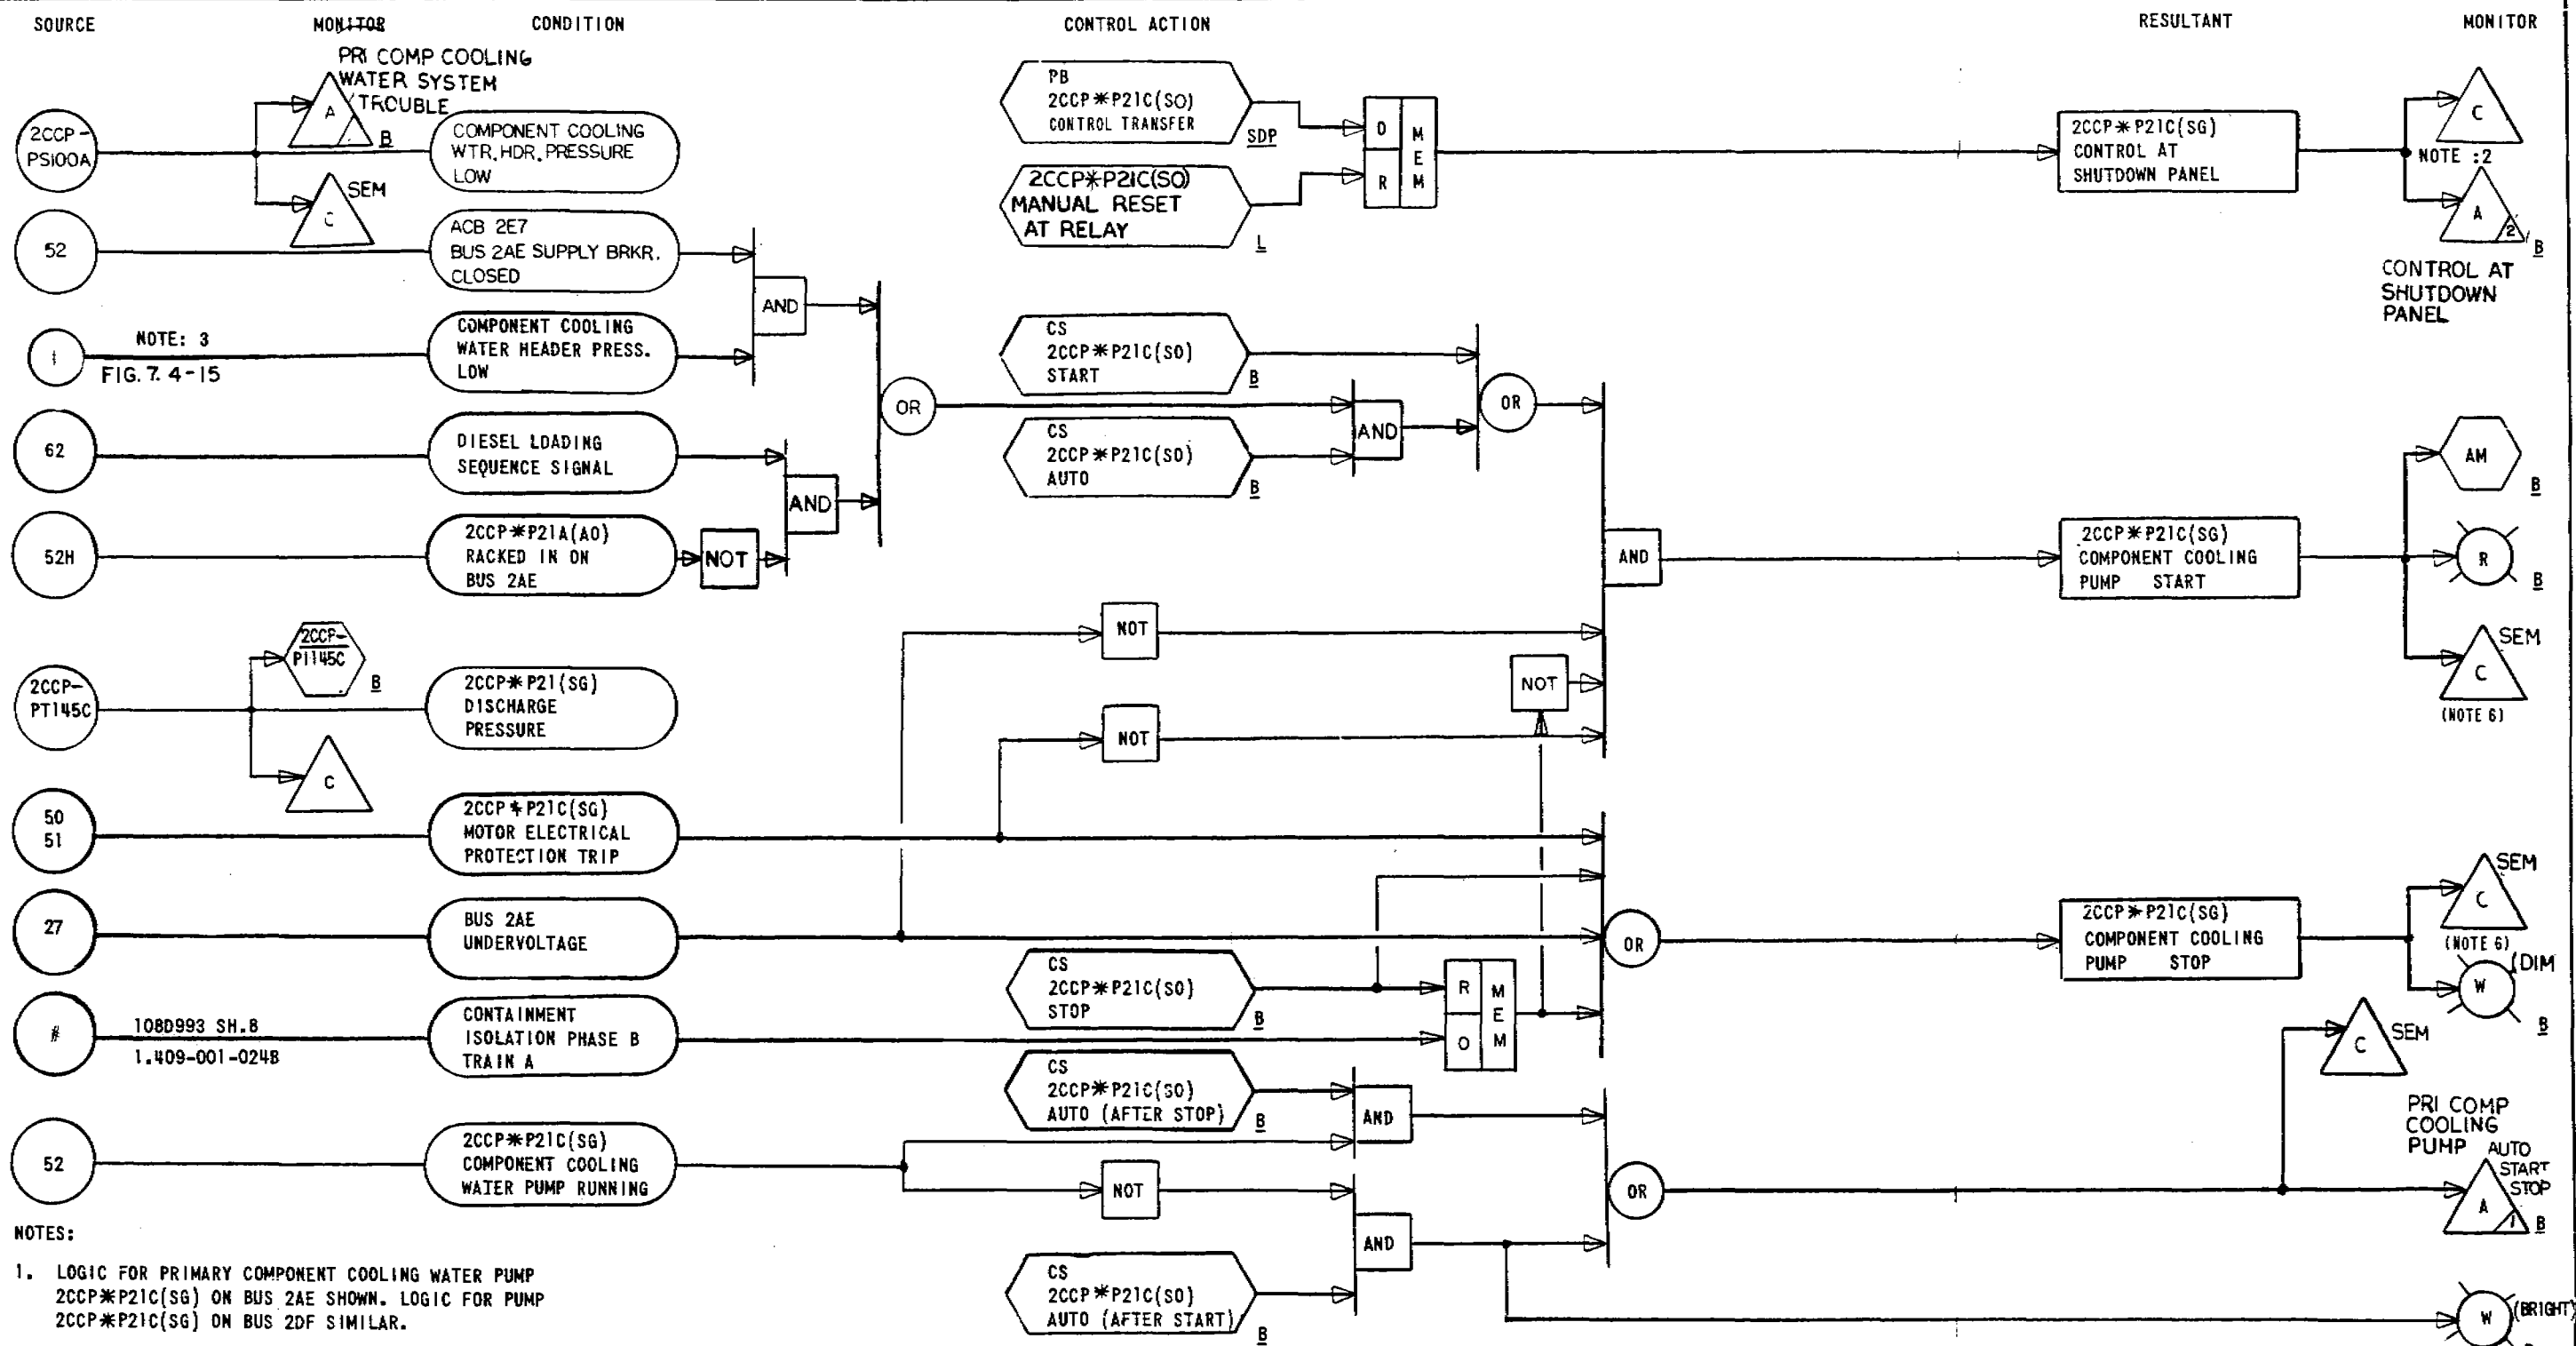 SOURCE
MONITOR
CONDITION
CONTROL ACTION
RESULTANT
MONITOR
PRI COMP COOLING
WATER SYSTEM
TROUBLE
2CCP-
PS100A
A
B
C
SEM
COMPONENT COOLING
WTR. HDR. PRESSURE
LOW
PB
2CCP*P21C(SO)
CONTROL TRANSFER
SDP
2CCP*P21C(SO)
MANUAL RESET
AT RELAY
L
O
R
MEM
2CCP*P21C(SG)
CONTROL AT
SHUTDOWN PANEL
C
NOTE :2
A
2
B
CONTROL AT
SHUTDOWN
PANEL
52
ACB 2E7
BUS 2AE SUPPLY BRKR.
CLOSED
AND
1
NOTE: 3
FIG. 7. 4-15
COMPONENT COOLING
WATER HEADER PRESS.
LOW
OR
CS
2CCP*P21C(SO)
START
B
OR
CS
2CCP*P21C(SO)
AUTO
B
AND
62
DIESEL LOADING
SEQUENCE SIGNAL
AND
52H
2CCP*P21A(AO)
RACKED IN ON
BUS 2AE
NOT
AND
2CCP*P21C(SG)
COMPONENT COOLING
PUMP START
AM
B
R
B
SEM
C
(NOTE 6)
NOT
NOT
NOT
2CCP-
PI145C
B
2CCP-
PT145C
C
2CCP*P21(SG)
DISCHARGE
PRESSURE
50
51
2CCP*P21C(SG)
MOTOR ELECTRICAL
PROTECTION TRIP
27
BUS 2AE
UNDERVOLTAGE
OR
2CCP*P21C(SG)
COMPONENT COOLING
PUMP STOP
SEM
C
(NOTE 6)
(DIM
W
B
CS
2CCP*P21C(SO)
STOP
B
R
O
MEM
#
108D993 SH.8
1.409-001-024B
CONTAINMENT
ISOLATION PHASE B
TRAIN A
CS
2CCP*P21C(SO)
AUTO (AFTER STOP)
B
AND
C
SEM
52
2CCP*P21C(SG)
COMPONENT COOLING
WATER PUMP RUNNING
NOT
OR
PRI COMP
COOLING
PUMP AUTO
START
STOP
A
1
B
AND
CS
2CCP*P21C(SO)
AUTO (AFTER START)
B
W
(BRIGHT)
NOTES:
1. LOGIC FOR PRIMARY COMPONENT COOLING WATER PUMP
2CCP*P21C(SG) ON BUS 2AE SHOWN. LOGIC FOR PUMP
2CCP*P21C(SG) ON BUS 2DF SIMILAR.